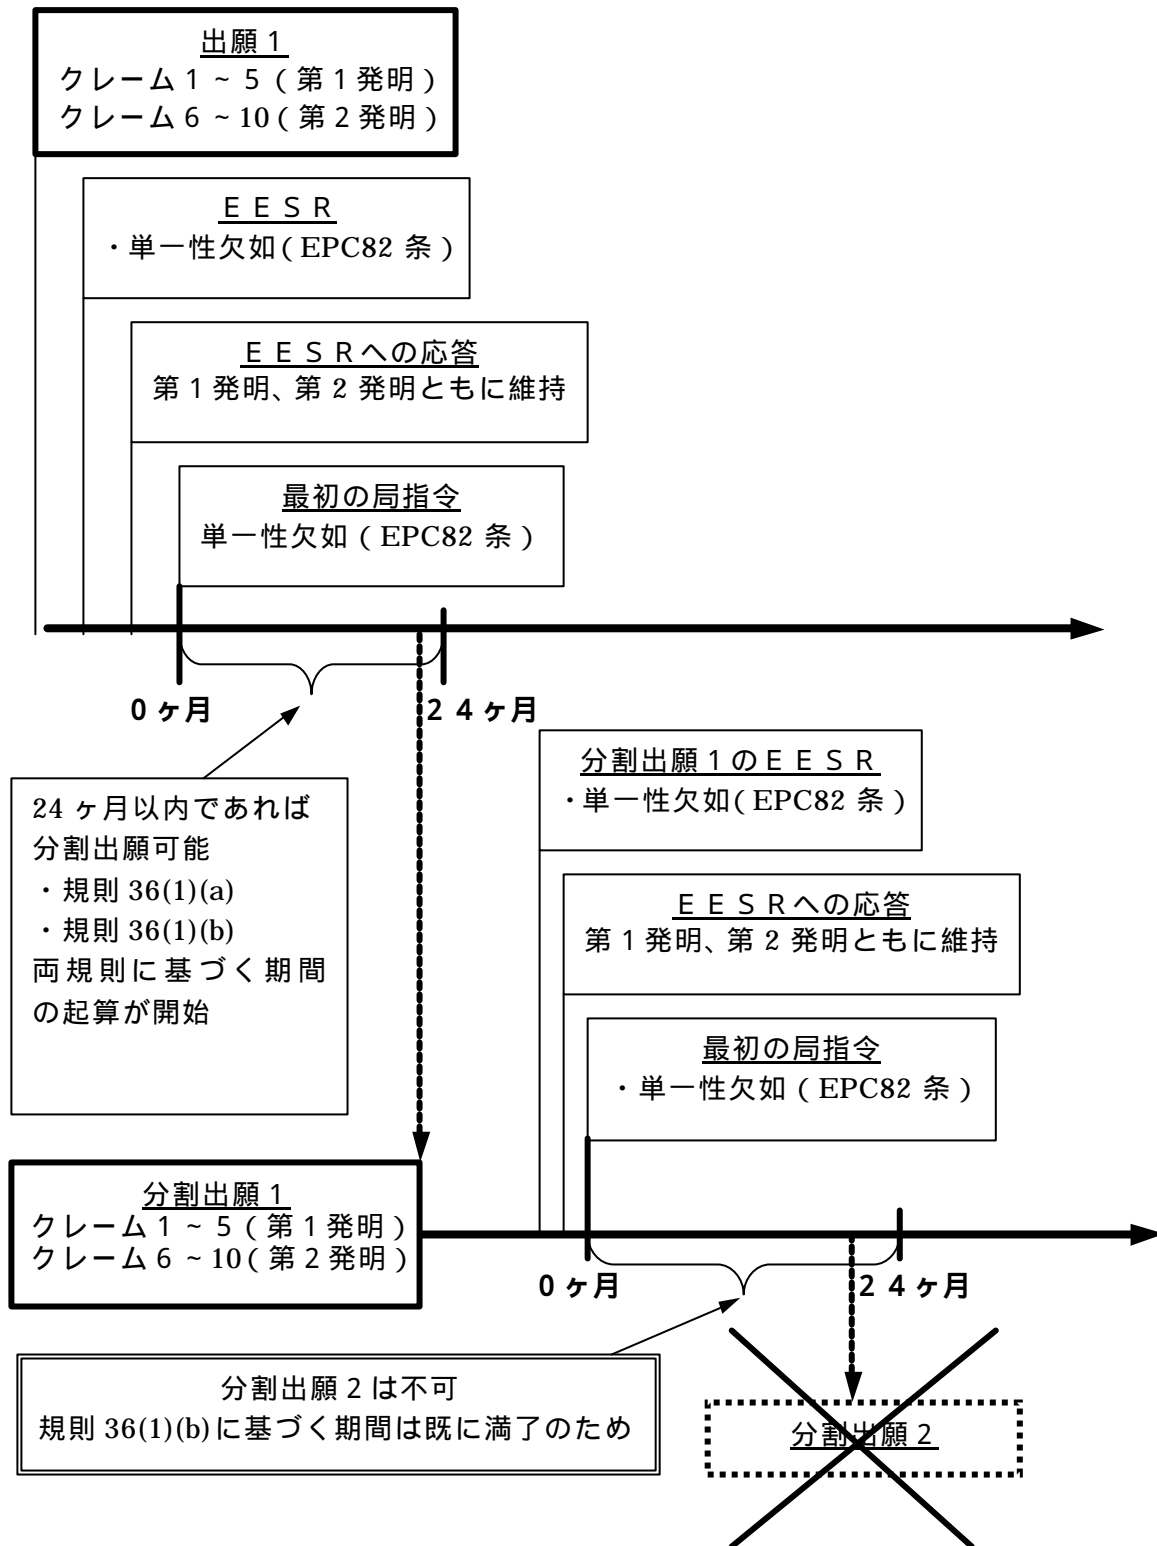 出願1
クレーム1～5(第1発明)
クレーム6～10(第2発明)
ＥＥＳＲ
・単一性欠如(EPC82 条)
ＥＥＳＲへの応答
第1発明、第2発明ともに維持
最初の局指令
単一性欠如(EPC82 条)
0ヶ月
24ヶ月
24ヶ月以内であれば
分割出願可能
・規則36(1)(a)
・規則36(1)(b)
両規則に基づく期間
の起算が開始
分割出願1のＥＥＳＲ
・単一性欠如(EPC82 条)
ＥＥＳＲへの応答
第1発明、第2発明ともに維持
最初の局指令
・単一性欠如(EPC82 条)
分割出願1
クレーム1～5(第1発明)
クレーム6～10(第2発明)
0ヶ月
24ヶ月
分割出願2は不可
規則36(1)(b)に基づく期間は既に満了のため
分割出願2